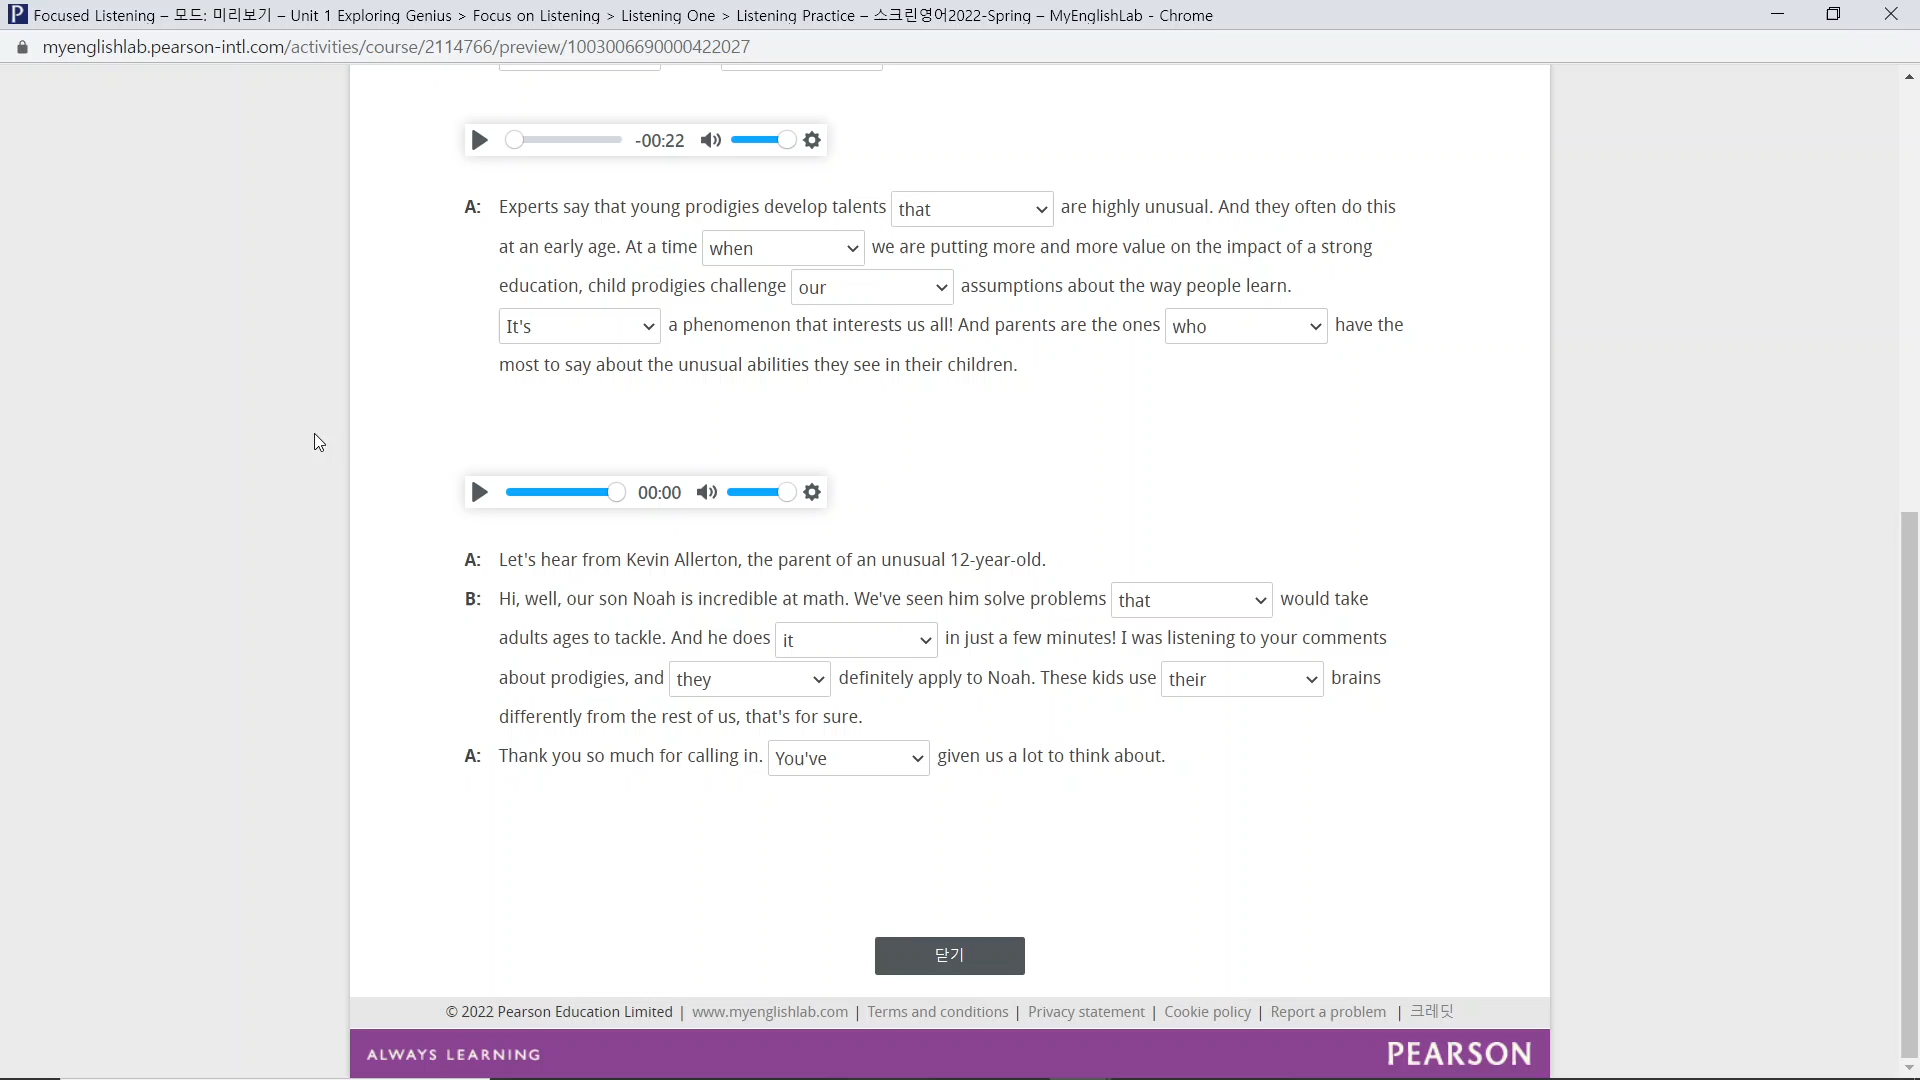 Focused Listening – 모드: 미리보기 – Unit 1 Exploring Genius > Focus on Listening > Listening One > Listening Practice – 스크린영어2022-Spring – MyEnglishLab - Chrome
myenglishlab.pearson-intl.com/activities/course/2114766/preview/1003006690000422027
-00:22
A: Experts say that young prodigies develop talents that are highly unusual. And they often do this
at an early age. At a time when we are putting more and more value on the impact of a strong
education, child prodigies challenge our assumptions about the way people learn.
It's a phenomenon that interests us all! And parents are the ones who have the
most to say about the unusual abilities they see in their children.
00:00
A: Let's hear from Kevin Allerton, the parent of an unusual 12-year-old.
B: Hi, well, our son Noah is incredible at math. We've seen him solve problems that would take
adults ages to tackle. And he does it in just a few minutes! I was listening to your comments
about prodigies, and they definitely apply to Noah. These kids use their brains
differently from the rest of us, that's for sure.
A: Thank you so much for calling in. You've given us a lot to think about.
닫기
© 2022 Pearson Education Limited | www.myenglishlab.com | Terms and conditions | Privacy statement | Cookie policy | Report a problem | 크레딧
ALWAYS LEARNING PEARSON